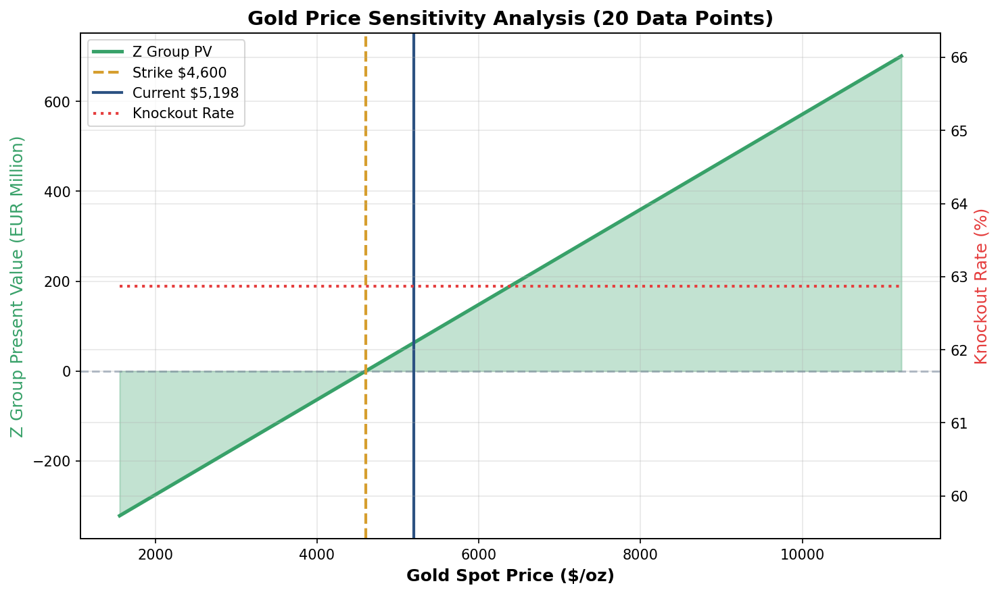 Gold Price Sensitivity Analysis (20 Data Points)
Z Group PV
Strike $4,600
Current $5,198
Knockout Rate
Z Group Present Value (EUR Million)
600
400
200
0
−200
66
65
64
63
62
61
60
Knockout Rate (%)
2000 4000 6000 8000 10000
Gold Spot Price ($/oz)